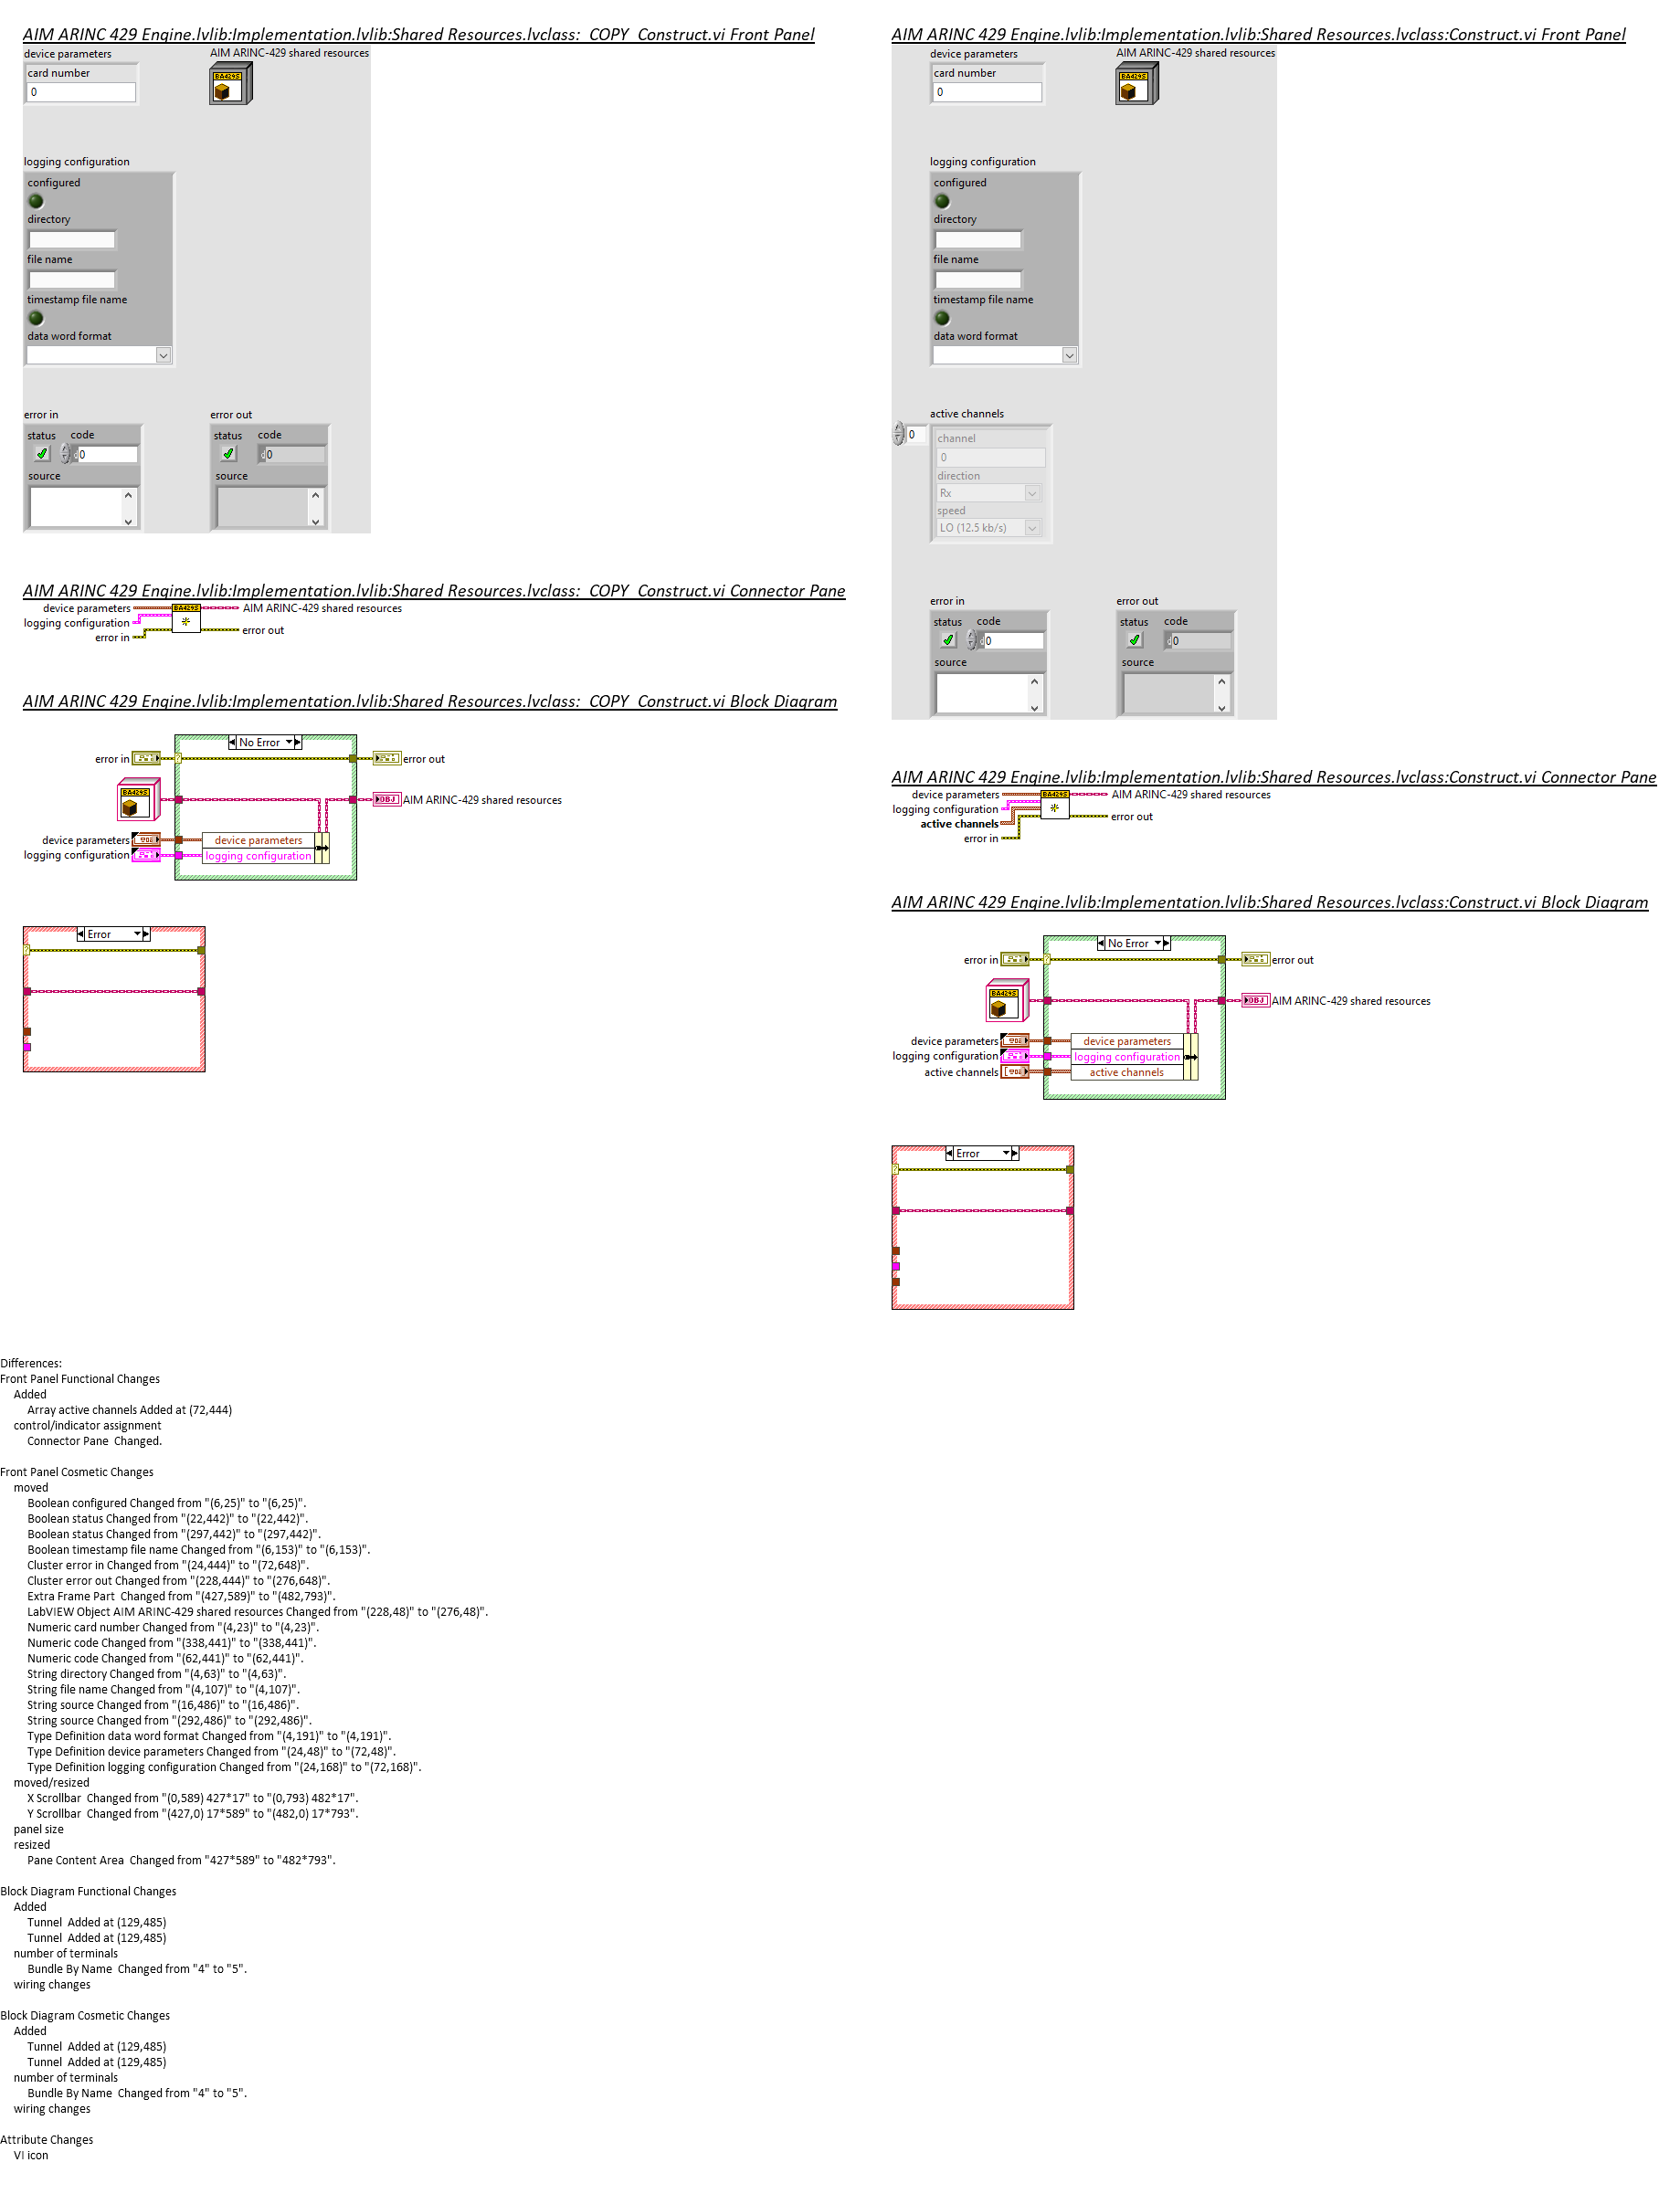 AIM ARINC 429 Engine.lvlib:Implementation.lvlib:Shared Resources.lvclass:_COPY_Construct.vi Front Panel
device parameters
AIM ARINC-429 shared resources
card number
BA429S
0
logging configuration
configured
directory
file name
timestamp file name
data word format
error in
error out
status code
status code
0
0
source
source
AIM ARINC 429 Engine.lvlib:Implementation.lvlib:Shared Resources.lvclass:_COPY_Construct.vi Connector Pane
device parameters
BA429S
AIM ARINC-429 shared resources
logging configuration
error out
error in
AIM ARINC 429 Engine.lvlib:Implementation.lvlib:Shared Resources.lvclass:_COPY_Construct.vi Block Diagram
No Error
error in
error out
BA429S
OBJ
AIM ARINC-429 shared resources
device parameters
device parameters
logging configuration
logging configuration
Error
AIM ARINC 429 Engine.lvlib:Implementation.lvlib:Shared Resources.lvclass:Construct.vi Front Panel
device parameters
AIM ARINC-429 shared resources
card number
BA429S
0
logging configuration
configured
directory
file name
timestamp file name
data word format
active channels
0
channel
0
direction
Rx
speed
LO (12.5 kb/s)
error in
error out
status code
status code
0
0
source
source
AIM ARINC 429 Engine.lvlib:Implementation.lvlib:Shared Resources.lvclass:Construct.vi Connector Pane
device parameters
BA429S
AIM ARINC-429 shared resources
logging configuration
active channels
error out
error in
AIM ARINC 429 Engine.lvlib:Implementation.lvlib:Shared Resources.lvclass:Construct.vi Block Diagram
No Error
error in
error out
BA429S
OBJ
AIM ARINC-429 shared resources
device parameters
device parameters
logging configuration
logging configuration
active channels
active channels
Error
Differences:
Front Panel Functional Changes
Added
Array active channels Added at (72,444)
control/indicator assignment
Connector Pane  Changed.
Front Panel Cosmetic Changes
moved
Boolean configured Changed from "(6,25)" to "(6,25)".
Boolean status Changed from "(22,442)" to "(22,442)".
Boolean status Changed from "(297,442)" to "(297,442)".
Boolean timestamp file name Changed from "(6,153)" to "(6,153)".
Cluster error in Changed from "(24,444)" to "(72,648)".
Cluster error out Changed from "(228,444)" to "(276,648)".
Extra Frame Part  Changed from "(427,589)" to "(482,793)".
LabVIEW Object AIM ARINC-429 shared resources Changed from "(228,48)" to "(276,48)".
Numeric card number Changed from "(4,23)" to "(4,23)".
Numeric code Changed from "(338,441)" to "(338,441)".
Numeric code Changed from "(62,441)" to "(62,441)".
String directory Changed from "(4,63)" to "(4,63)".
String file name Changed from "(4,107)" to "(4,107)".
String source Changed from "(16,486)" to "(16,486)".
String source Changed from "(292,486)" to "(292,486)".
Type Definition data word format Changed from "(4,191)" to "(4,191)".
Type Definition device parameters Changed from "(24,48)" to "(72,48)".
Type Definition logging configuration Changed from "(24,168)" to "(72,168)".
moved/resized
X Scrollbar  Changed from "(0,589) 427*17" to "(0,793) 482*17".
Y Scrollbar  Changed from "(427,0) 17*589" to "(482,0) 17*793".
panel size
resized
Pane Content Area  Changed from "427*589" to "482*793".
Block Diagram Functional Changes
Added
Tunnel  Added at (129,485)
Tunnel  Added at (129,485)
number of terminals
Bundle By Name  Changed from "4" to "5".
wiring changes
Block Diagram Cosmetic Changes
Added
Tunnel  Added at (129,485)
Tunnel  Added at (129,485)
number of terminals
Bundle By Name  Changed from "4" to "5".
wiring changes
Attribute Changes
VI icon